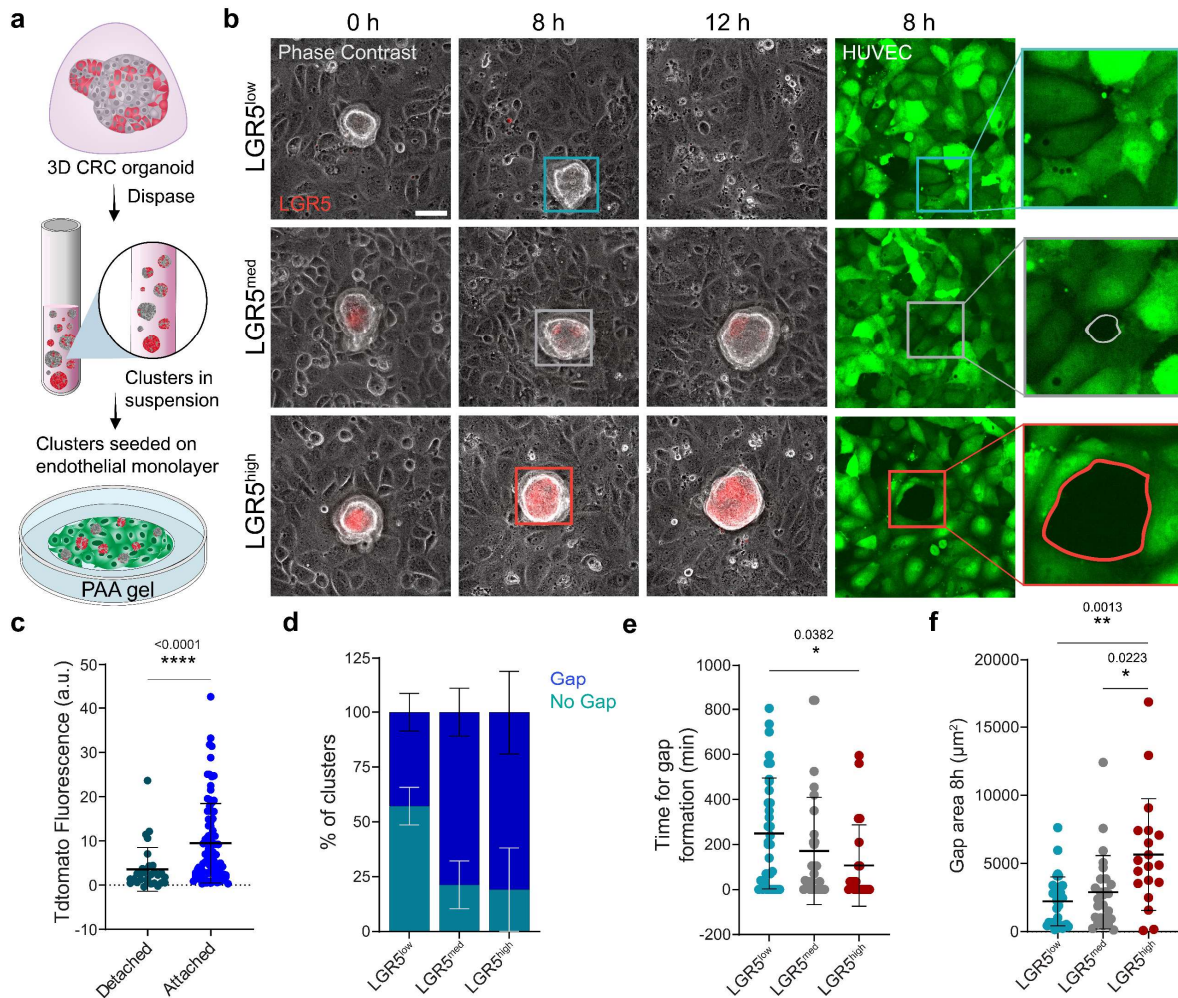 a
3D CRC organoid
Dispase
Clusters in
suspension
Clusters seeded on
endothelial monolayer
PAA gel
b
0 h
8 h
12 h
8 h
Phase Contrast
HUVEC
LGR5low
LGR5
LGR5med
LGR5high
c
<0.0001
****
Tdtomato Fluorescence (a.u.)
50
40
30
20
10
0
-10
Detached
Attached
d
% of clusters
125
100
75
50
25
0
Gap
No Gap
LGR5low
LGR5med
LGR5high
e
0.0382
*
Time for gap
formation (min)
1000
800
600
400
200
0
-200
LGR5low
LGR5med
LGR5high
f
0.0013
**
0.0223
*
Gap area 8h (µm²)
20000
15000
10000
5000
0
LGR5low
LGR5med
LGR5high